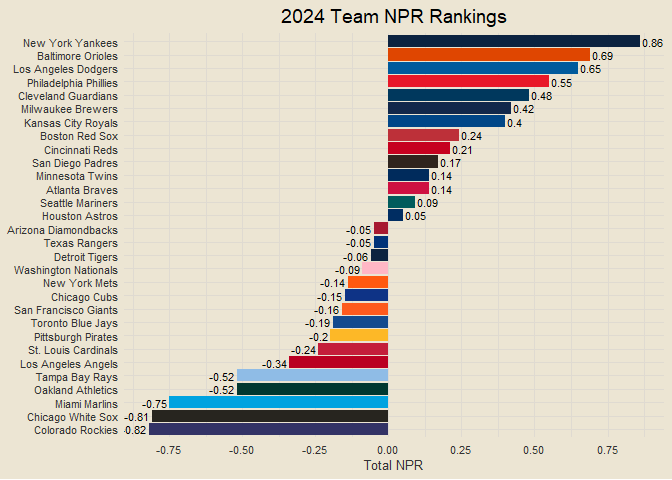 2024 Team NPR Rankings
New York Yankees 0.86
Baltimore Orioles 0.69
Los Angeles Dodgers 0.65
Philadelphia Phillies 0.55
Cleveland Guardians 0.48
Milwaukee Brewers 0.42
Kansas City Royals 0.4
Boston Red Sox 0.24
Cincinnati Reds 0.21
San Diego Padres 0.17
Minnesota Twins 0.14
Atlanta Braves 0.14
Seattle Mariners 0.09
Houston Astros 0.05
Arizona Diamondbacks -0.05
Texas Rangers -0.05
Detroit Tigers -0.06
Washington Nationals -0.09
New York Mets -0.14
Chicago Cubs -0.15
San Francisco Giants -0.16
Toronto Blue Jays -0.19
Pittsburgh Pirates -0.2
St. Louis Cardinals -0.24
Los Angeles Angels -0.34
Tampa Bay Rays -0.52
Oakland Athletics -0.52
Miami Marlins -0.75
Chicago White Sox -0.81
Colorado Rockies -0.82
-0.75 -0.50 -0.25 0.00 0.25 0.50 0.75
Total NPR